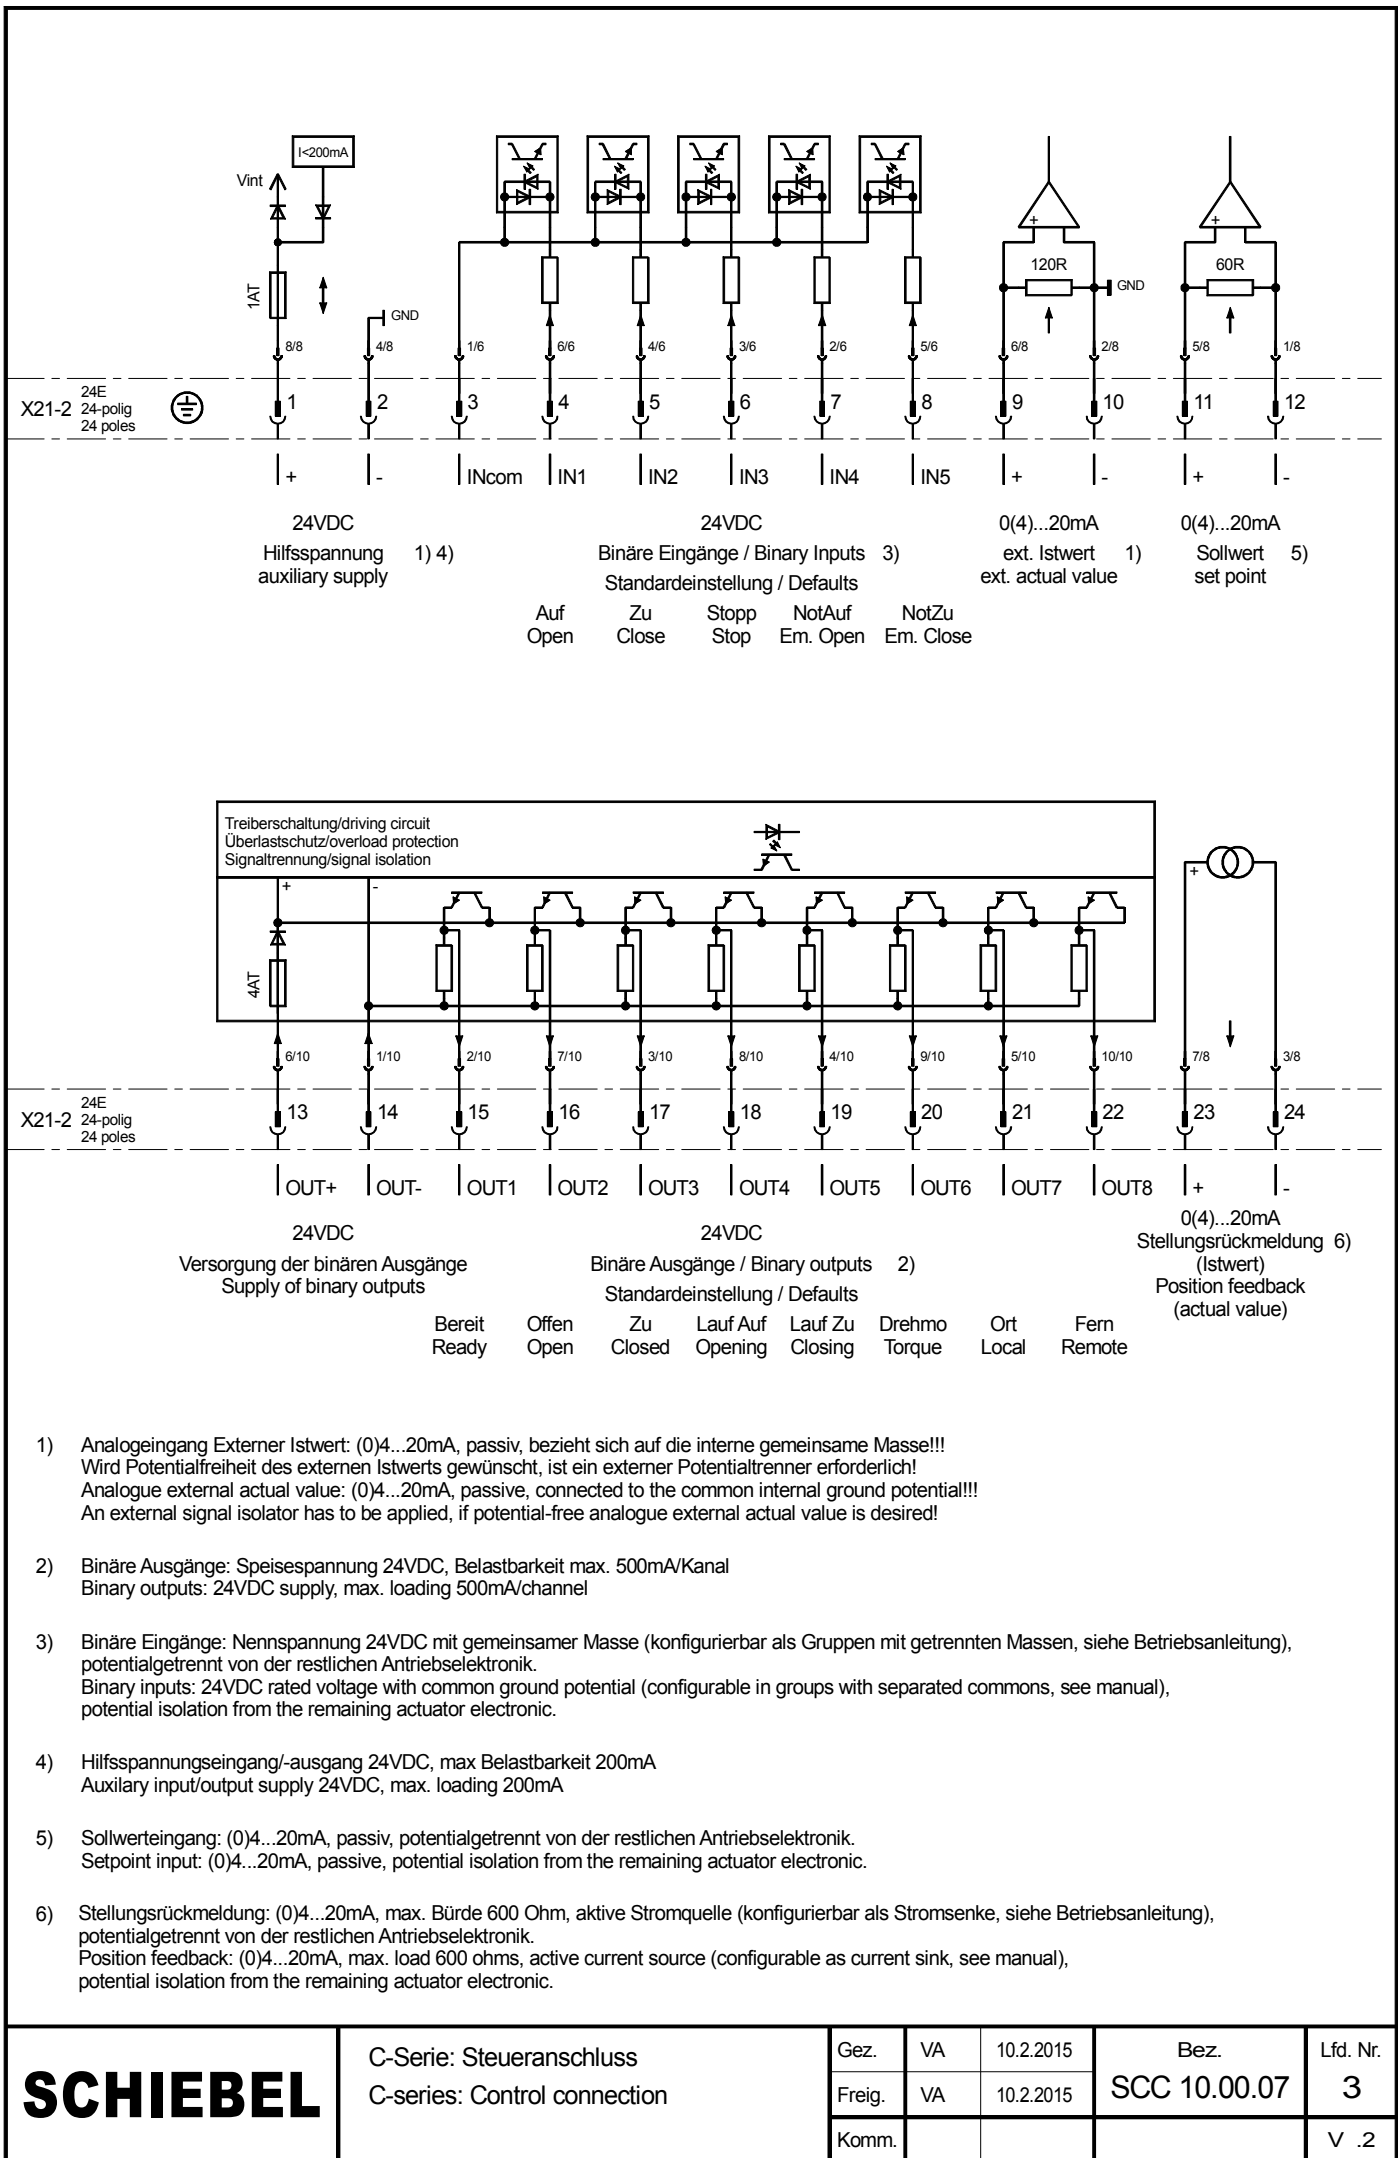 I<200mA
Vint
1AT
GND
120R
GND
60R
8/8 4/8 1/6 6/6 4/6 3/6 2/6 5/6 6/8 2/8 5/8 1/8
X21-2 24E
24-polig
24 poles
1 2 3 4 5 6 7 8 9 10 11 12
+ - INcom IN1 IN2 IN3 IN4 IN5 + - + -
24VDC 24VDC 0(4)...20mA 0(4)...20mA
Hilfsspannung 1) 4) Binäre Eingänge / Binary Inputs 3) ext. Istwert 1) Sollwert 5)
auxiliary supply Standardeinstellung / Defaults ext. actual value set point
Auf Zu Stopp NotAuf NotZu
Open Close Stop Em. Open Em. Close
Treiberschaltung/driving circuit
Überlastschutz/overload protection
Signaltrennung/signal isolation
+ - +
4AT
6/10 1/10 2/10 7/10 3/10 8/10 4/10 9/10 5/10 10/10 7/8 3/8
X21-2 24E
24-polig
24 poles
13 14 15 16 17 18 19 20 21 22 23 24
OUT+ OUT- OUT1 OUT2 OUT3 OUT4 OUT5 OUT6 OUT7 OUT8 + -
24VDC 24VDC 0(4)...20mA
Versorgung der binären Ausgänge Binäre Ausgänge / Binary outputs 2) Stellungsrückmeldung 6)
Supply of binary outputs Standardeinstellung / Defaults (Istwert)
Position feedback
(actual value)
Bereit Offen Zu Lauf Auf Lauf Zu Drehmo Ort Fern
Ready Open Closed Opening Closing Torque Local Remote
1) Analogeingang Externer Istwert: (0)4...20mA, passiv, bezieht sich auf die interne gemeinsame Masse!!!
Wird Potentialfreiheit des externen Istwerts gewünscht, ist ein externer Potentialtrenner erforderlich!
Analogue external actual value: (0)4...20mA, passive, connected to the common internal ground potential!!!
An external signal isolator has to be applied, if potential-free analogue external actual value is desired!
2) Binäre Ausgänge: Speisespannung 24VDC, Belastbarkeit max. 500mA/Kanal
Binary outputs: 24VDC supply, max. loading 500mA/channel
3) Binäre Eingänge: Nennspannung 24VDC mit gemeinsamer Masse (konfigurierbar als Gruppen mit getrennten Massen, siehe Betriebsanleitung),
potentialgetrennt von der restlichen Antriebselektronik.
Binary inputs: 24VDC rated voltage with common ground potential (configurable in groups with separated commons, see manual),
potential isolation from the remaining actuator electronic.
4) Hilfsspannungseingang/-ausgang 24VDC, max Belastbarkeit 200mA
Auxilary input/output supply 24VDC, max. loading 200mA
5) Sollwerteingang: (0)4...20mA, passiv, potentialgetrennt von der restlichen Antriebselektronik.
Setpoint input: (0)4...20mA, passive, potential isolation from the remaining actuator electronic.
6) Stellungsrückmeldung: (0)4...20mA, max. Bürde 600 Ohm, aktive Stromquelle (konfigurierbar als Stromsenke, siehe Betriebsanleitung),
potentialgetrennt von der restlichen Antriebselektronik.
Position feedback: (0)4...20mA, max. load 600 ohms, active current source (configurable as current sink, see manual),
potential isolation from the remaining actuator electronic.
SCHIEBEL
C-Serie: Steueranschluss
C-series: Control connection
Gez. VA 10.2.2015
Freig. VA 10.2.2015
Komm.
Bez.
SCC 10.00.07
Lfd. Nr.
3
V .2